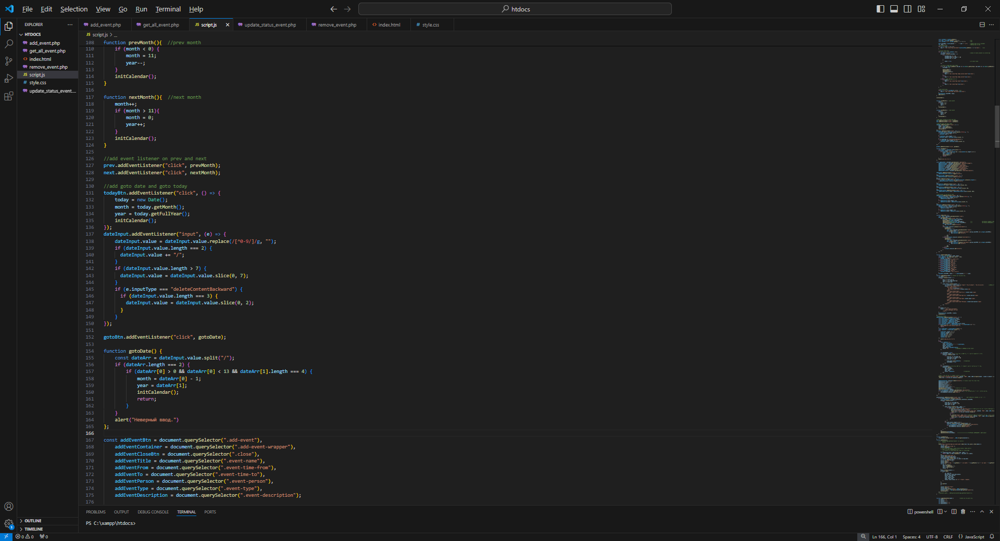 File Edit Selection View Go Run Terminal Help
htdocs
EXPLORER
add_event.php
get_all_event.php
script.js
update_status_event.php
remove_event.php
index.html
style.css
HTDOCS
add_event.php
get_all_event.php
index.html
remove_event.php
script.js
style.css
update_status_event....
OUTLINE
TIMELINE
script.js > ...
108 function prevMonth(){  //prev month
110     if (month < 0) {
111         month = 11;
112         year--;
113     }
114     initCalendar();
115 }
116
117 function nextMonth(){  //next month
118     month++;
119     if (month > 11){
120         month = 0;
121         year++;
122     }
123     initCalendar();
124 }
125
126 //add event listener on prev and next
127 prev.addEventListener("click", prevMonth);
128 next.addEventListener("click", nextMonth);
129
130 //add goto date and goto today
131 todayBtn.addEventListener("click", () => {
132     today = new Date();
133     month = today.getMonth();
134     year = today.getFullYear();
135     initCalendar();
136 });
137 dateInput.addEventListener("input", (e) => {
138     dateInput.value = dateInput.value.replace(/[^0-9/]/g, "");
139     if (dateInput.value.length === 2) {
140       dateInput.value += "/";
141     }
142     if (dateInput.value.length > 7) {
143       dateInput.value = dateInput.value.slice(0, 7);
144     }
145     if (e.inputType === "deleteContentBackward") {
146       if (dateInput.value.length === 3) {
147         dateInput.value = dateInput.value.slice(0, 2);
148       }
149     }
150 });
151
152 gotoBtn.addEventListener("click", gotoDate);
153
154 function gotoDate() {
155     const dateArr = dateInput.value.split("/");
156     if (dateArr.length === 2) {
157         if (dateArr[0] > 0 && dateArr[0] < 13 && dateArr[1].length === 4) {
158             month = dateArr[0] - 1;
159             year = dateArr[1];
160             initCalendar();
161             return;
162         }
163     }
164     alert("Неверный ввод.")
165 };
166
167 const addEventBtn = document.querySelector(".add-event"),
168     addEventContainer = document.querySelector(".add-event-wrapper"),
169     addEventCloseBtn = document.querySelector(".close"),
170     addEventTitle = document.querySelector(".event-name"),
171     addEventFrom = document.querySelector(".event-time-from"),
172     addEventTo = document.querySelector(".event-time-to"),
173     addEventPerson = document.querySelector(".event-person"),
174     addEventType = document.querySelector(".event-type"),
175     addEventDescription = document.querySelector(".event-description");
176
PROBLEMS OUTPUT DEBUG CONSOLE TERMINAL PORTS
powershell
PS C:\xampp\htdocs>
0 0 0
Ln 166, Col 1 Spaces: 4 UTF-8 CRLF {} JavaScript